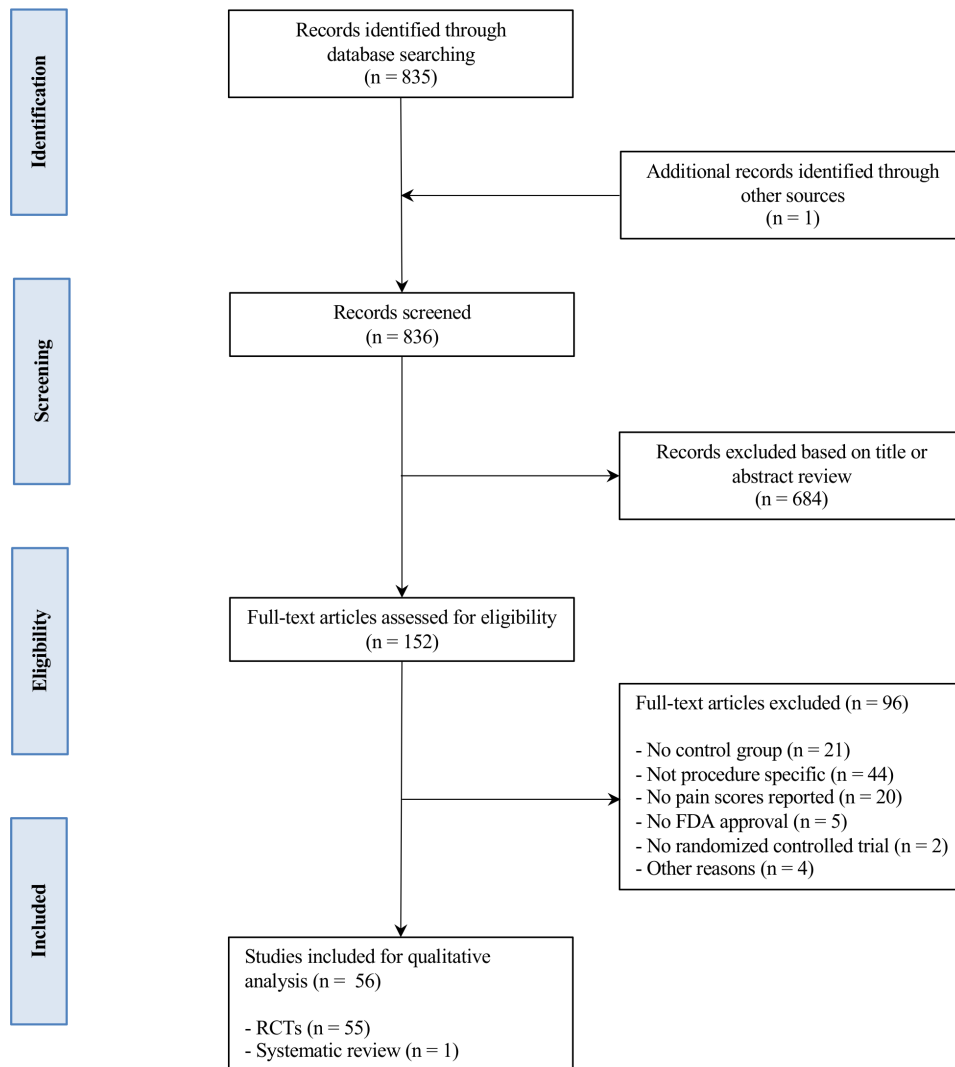 Identification
Records identified through
database searching
(n = 835)
Additional records identified through
other sources
(n = 1)
Screening
Records screened
(n = 836)
Records excluded based on title or
abstract review
(n = 684)
Eligibility
Full-text articles assessed for eligibility
(n = 152)
Full-text articles excluded (n = 96)
- No control group (n = 21)
- Not procedure specific (n = 44)
- No pain scores reported (n = 20)
- No FDA approval (n = 5)
- No randomized controlled trial (n = 2)
- Other reasons (n = 4)
Included
Studies included for qualitative
analysis (n = 56)
- RCTs (n = 55)
- Systematic review (n = 1)